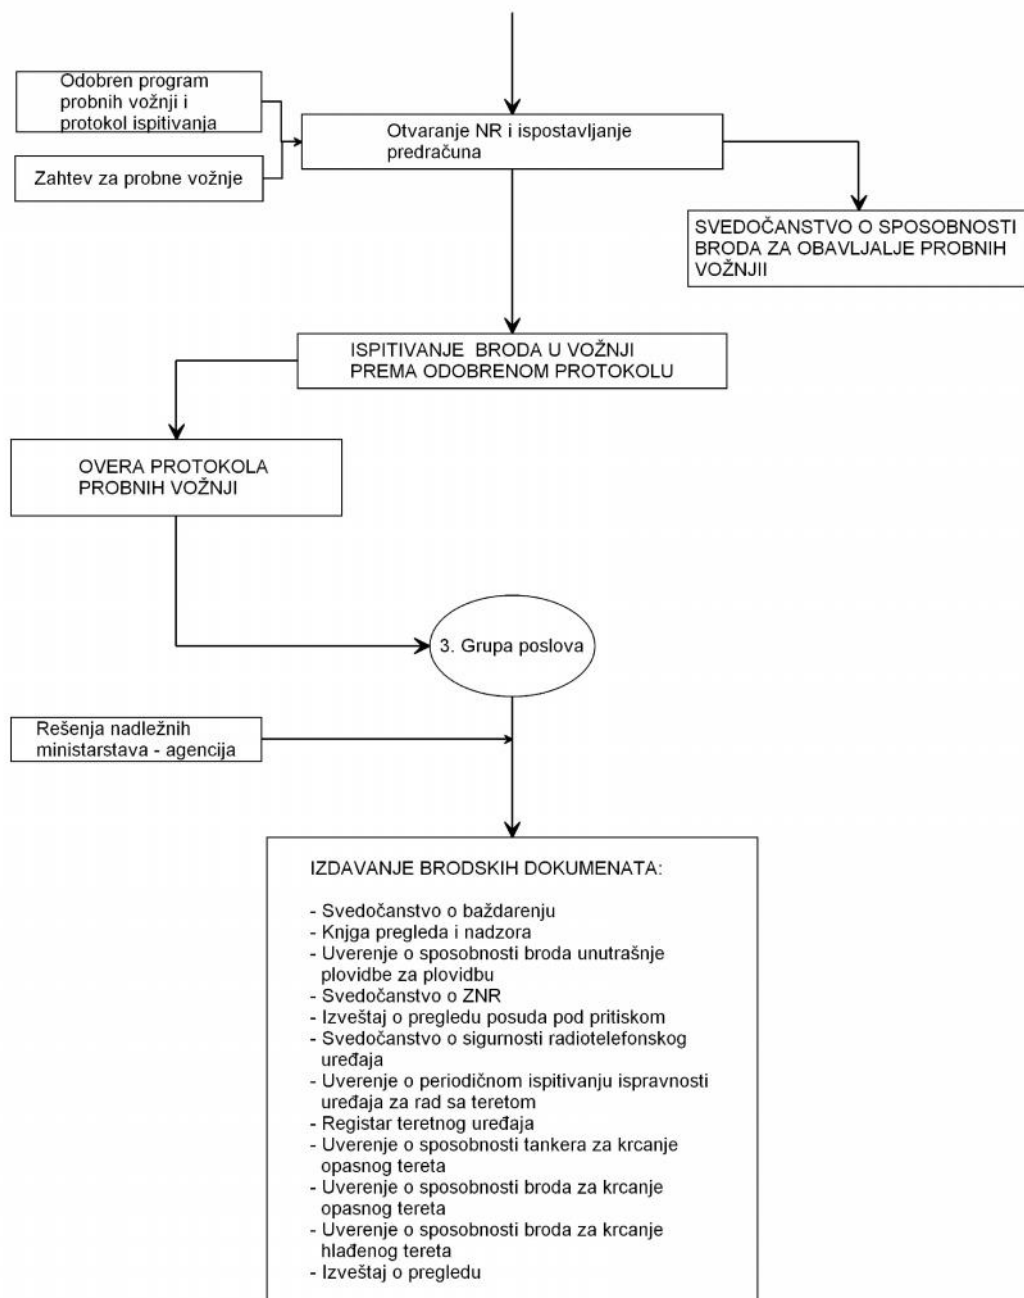 Odobren program
probnih vožnji i
protokol ispitivanja
Zahtev za probne vožnje
Otvaranje NR i ispostavljanje
predračuna
SVEDOČANSTVO O SPOSOBNOSTI
BRODA ZA OBAVLJALJE PROBNIH
VOŽNJII
ISPITIVANJE BRODA U VOŽNJI
PREMA ODOBRENOM PROTOKOLU
OVERA PROTOKOLA
PROBNIH VOŽNJI
3. Grupa poslova
Rešenja nadležnih
ministarstava - agencija
IZDAVANJE BRODSKIH DOKUMENATA:
- Svedočanstvo o baždarenju
- Knjga pregleda i nadzora
- Uverenje o sposobnosti broda unutrašnje
plovidbe za plovidbu
- Svedočanstvo o ZNR
- Izveštaj o pregledu posuda pod pritiskom
- Svedočanstvo o sigurnosti radiotelefonskog
uređaja
- Uverenje o periodičnom ispitivanju ispravnosti
uređaja za rad sa teretom
- Registar teretnog uređaja
- Uverenje o sposobnosti tankera za krcanje
opasnog tereta
- Uverenje o sposobnosti broda za krcanje
opasnog tereta
- Uverenje o sposobnosti broda za krcanje
hlađenog tereta
- Izveštaj o pregledu